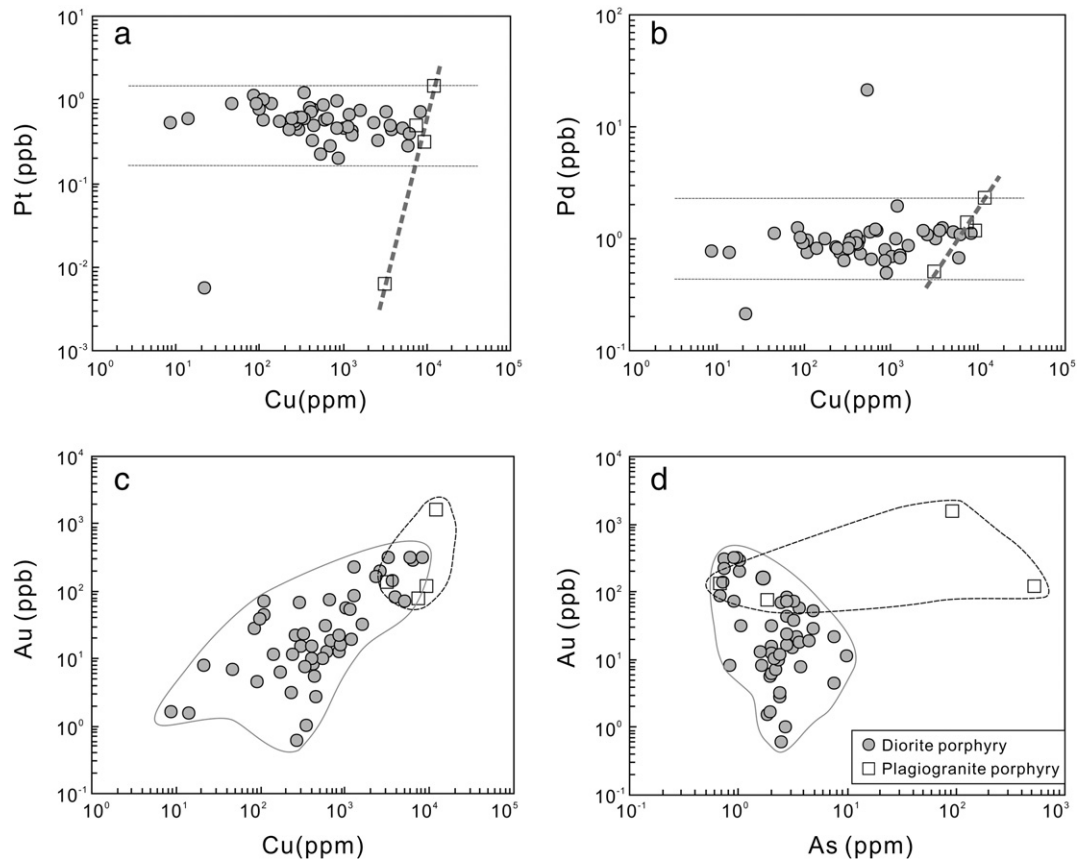 a
Pt (ppb)
10^1
10^0
10^-1
10^-2
10^-3
10^0 10^1 10^2 10^3 10^4 10^5
Cu(ppm)
b
Pd (ppb)
10^2
10^1
10^0
10^-1
10^0 10^1 10^2 10^3 10^4 10^5
Cu(ppm)
c
Au (ppb)
10^4
10^3
10^2
10^1
10^0
10^-1
10^0 10^1 10^2 10^3 10^4 10^5
Cu(ppm)
d
Au (ppb)
10^4
10^3
10^2
10^1
10^0
10^-1
10^-1 10^0 10^1 10^2 10^3
As (ppm)
Diorite porphyry
Plagiogranite porphyry